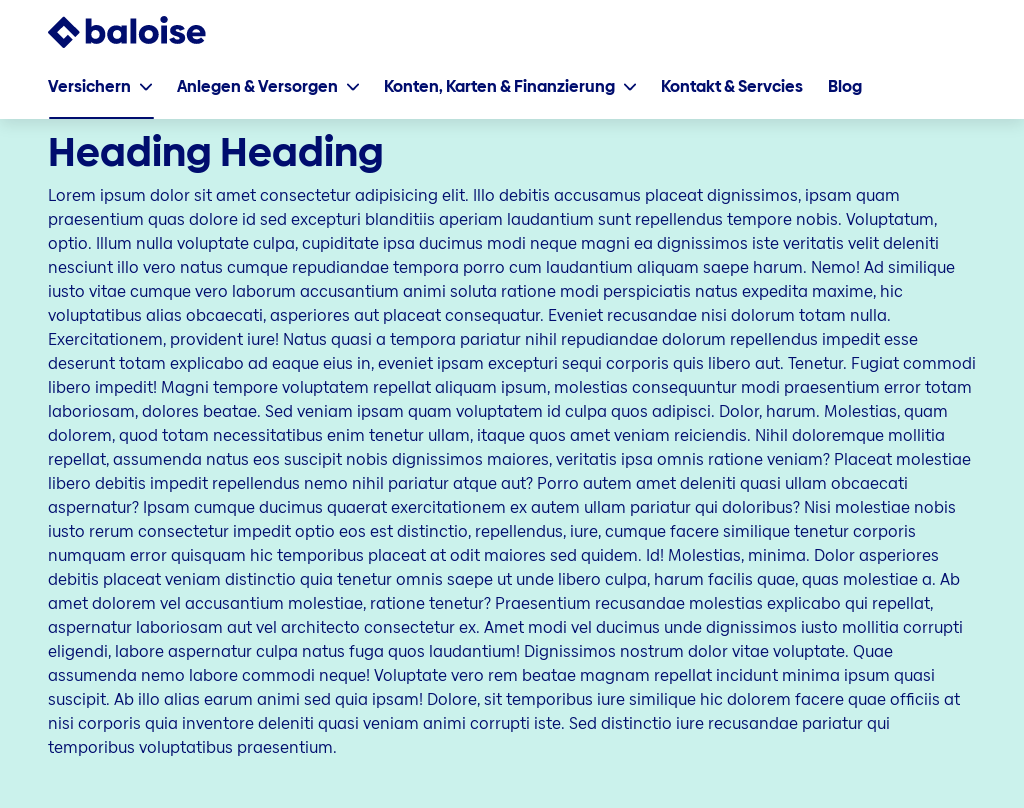 baloise
Versichern Anlegen & Versorgen Konten, Karten & Finanzierung Kontakt & Servcies Blog
Heading Heading
Lorem ipsum dolor sit amet consectetur adipisicing elit. Illo debitis accusamus placeat dignissimos, ipsam quam
praesentium quas dolore id sed excepturi blanditiis aperiam laudantium sunt repellendus tempore nobis. Voluptatum,
optio. Illum nulla voluptate culpa, cupiditate ipsa ducimus modi neque magni ea dignissimos iste veritatis velit deleniti
nesciunt illo vero natus cumque repudiandae tempora porro cum laudantium aliquam saepe harum. Nemo! Ad similique
iusto vitae cumque vero laborum accusantium animi soluta ratione modi perspiciatis natus expedita maxime, hic
voluptatibus alias obcaecati, asperiores aut placeat consequatur. Eveniet recusandae nisi dolorum totam nulla.
Exercitationem, provident iure! Natus quasi a tempora pariatur nihil repudiandae dolorum repellendus impedit esse
deserunt totam explicabo ad eaque eius in, eveniet ipsam excepturi sequi corporis quis libero aut. Tenetur. Fugiat commodi
libero impedit! Magni tempore voluptatem repellat aliquam ipsum, molestias consequuntur modi praesentium error totam
laboriosam, dolores beatae. Sed veniam ipsam quam voluptatem id culpa quos adipisci. Dolor, harum. Molestias, quam
dolorem, quod totam necessitatibus enim tenetur ullam, itaque quos amet veniam reiciendis. Nihil doloremque mollitia
repellat, assumenda natus eos suscipit nobis dignissimos maiores, veritatis ipsa omnis ratione veniam? Placeat molestiae
libero debitis impedit repellendus nemo nihil pariatur atque aut? Porro autem amet deleniti quasi ullam obcaecati
aspernatur? Ipsam cumque ducimus quaerat exercitationem ex autem ullam pariatur qui doloribus? Nisi molestiae nobis
iusto rerum consectetur impedit optio eos est distinctio, repellendus, iure, cumque facere similique tenetur corporis
numquam error quisquam hic temporibus placeat at odit maiores sed quidem. Id! Molestias, minima. Dolor asperiores
debitis placeat veniam distinctio quia tenetur omnis saepe ut unde libero culpa, harum facilis quae, quas molestiae a. Ab
amet dolorem vel accusantium molestiae, ratione tenetur? Praesentium recusandae molestias explicabo qui repellat,
aspernatur laboriosam aut vel architecto consectetur ex. Amet modi vel ducimus unde dignissimos iusto mollitia corrupti
eligendi, labore aspernatur culpa natus fuga quos laudantium! Dignissimos nostrum dolor vitae voluptate. Quae
assumenda nemo labore commodi neque! Voluptate vero rem beatae magnam repellat incidunt minima ipsum quasi
suscipit. Ab illo alias earum animi sed quia ipsam! Dolore, sit temporibus iure similique hic dolorem facere quae officiis at
nisi corporis quia inventore deleniti quasi veniam animi corrupti iste. Sed distinctio iure recusandae pariatur qui
temporibus voluptatibus praesentium.